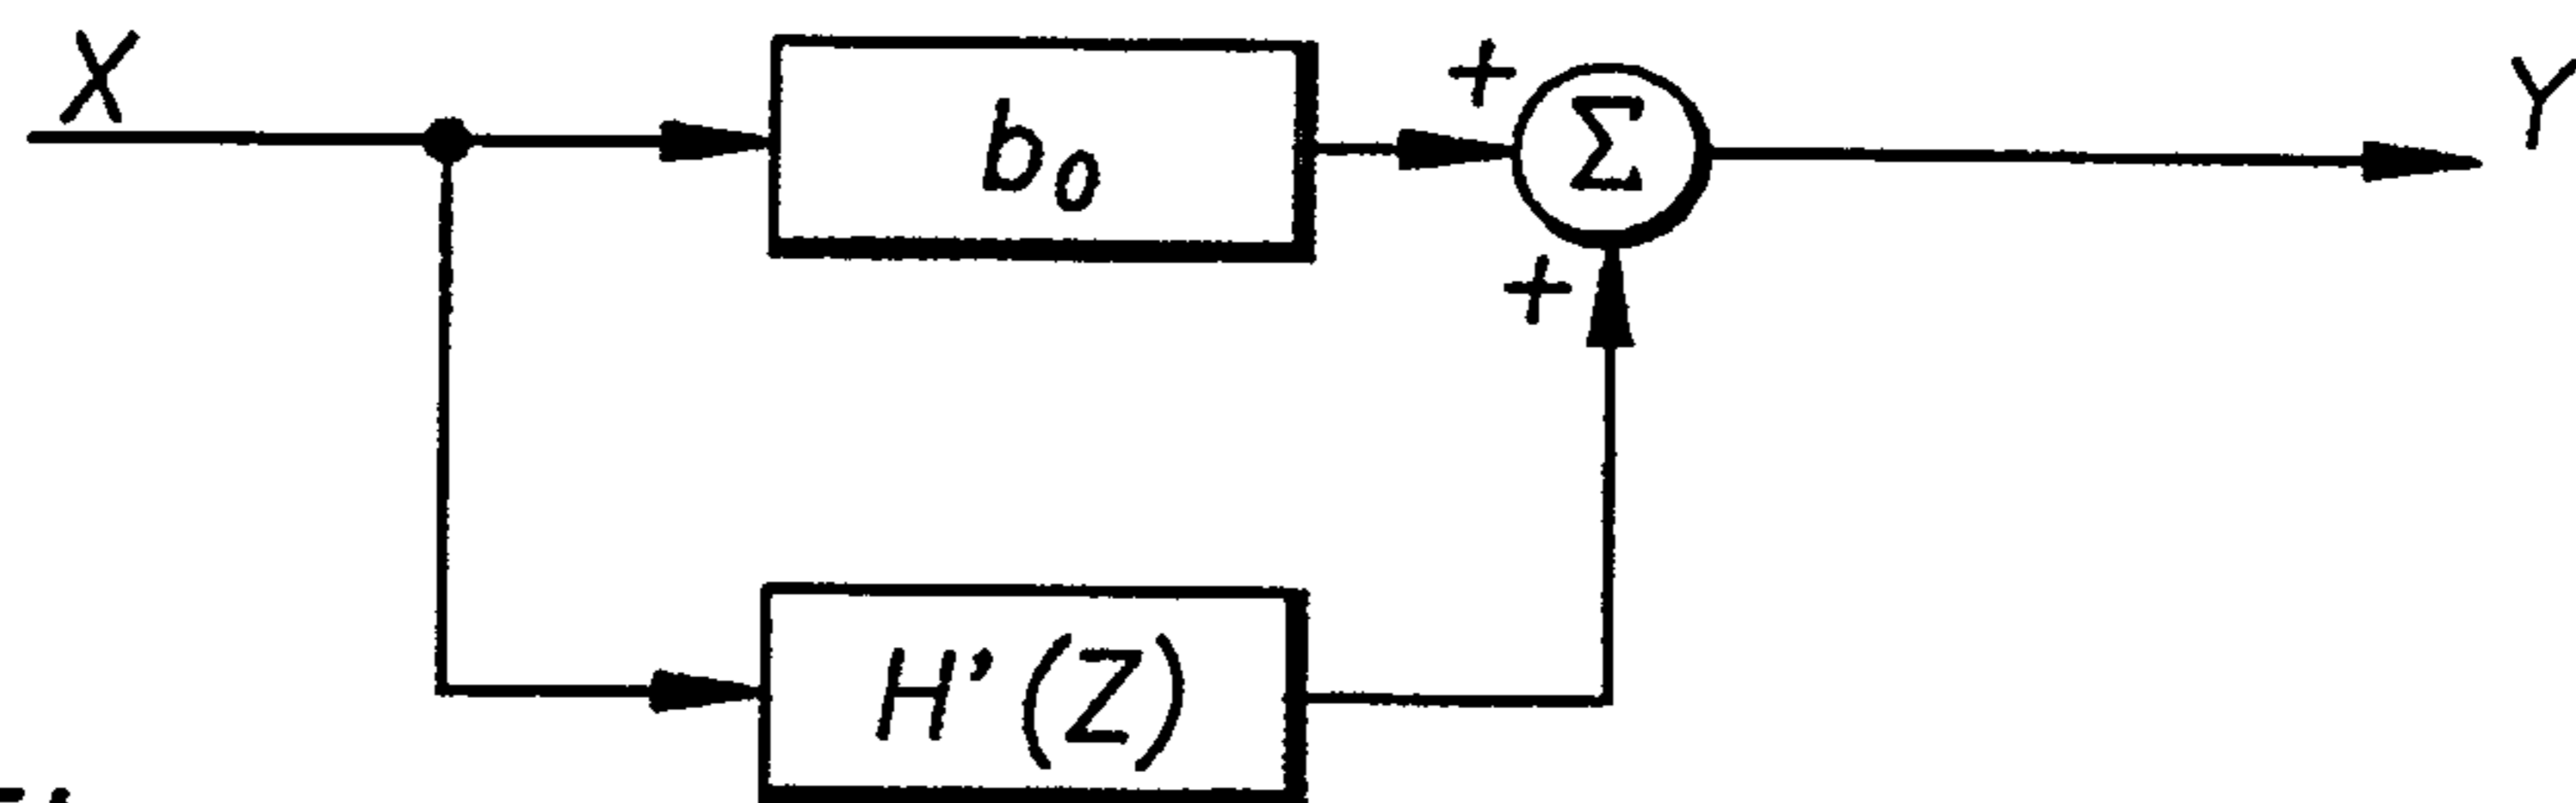 X
b0
+
Σ
Y
+
H'(Z)